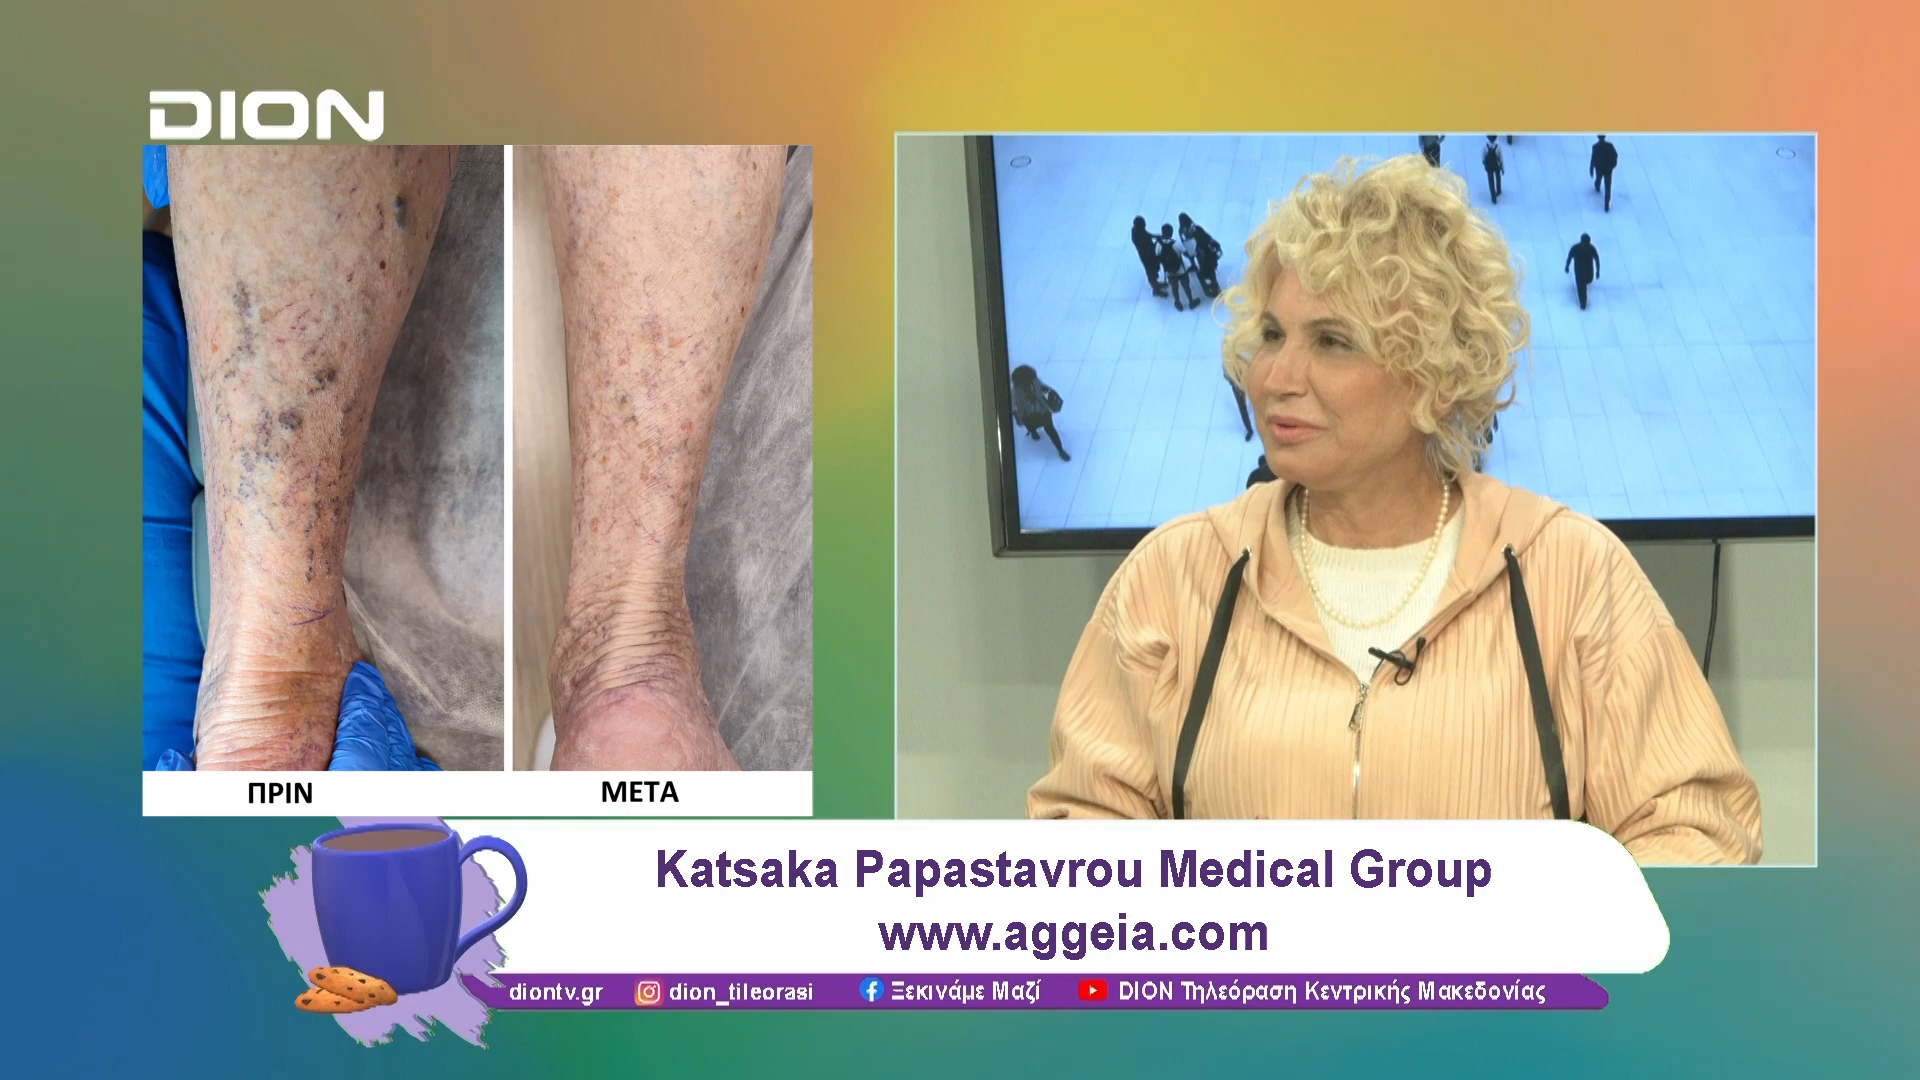 DION
ΠΡΙΝ
ΜΕΤΑ
Katsaka Papastavrou Medical Group
www.aggeia.com
diontv.gr dion_tileorasi Ξεκινάμε Μαζί DION Τηλεόραση Κεντρικής Μακεδονίας